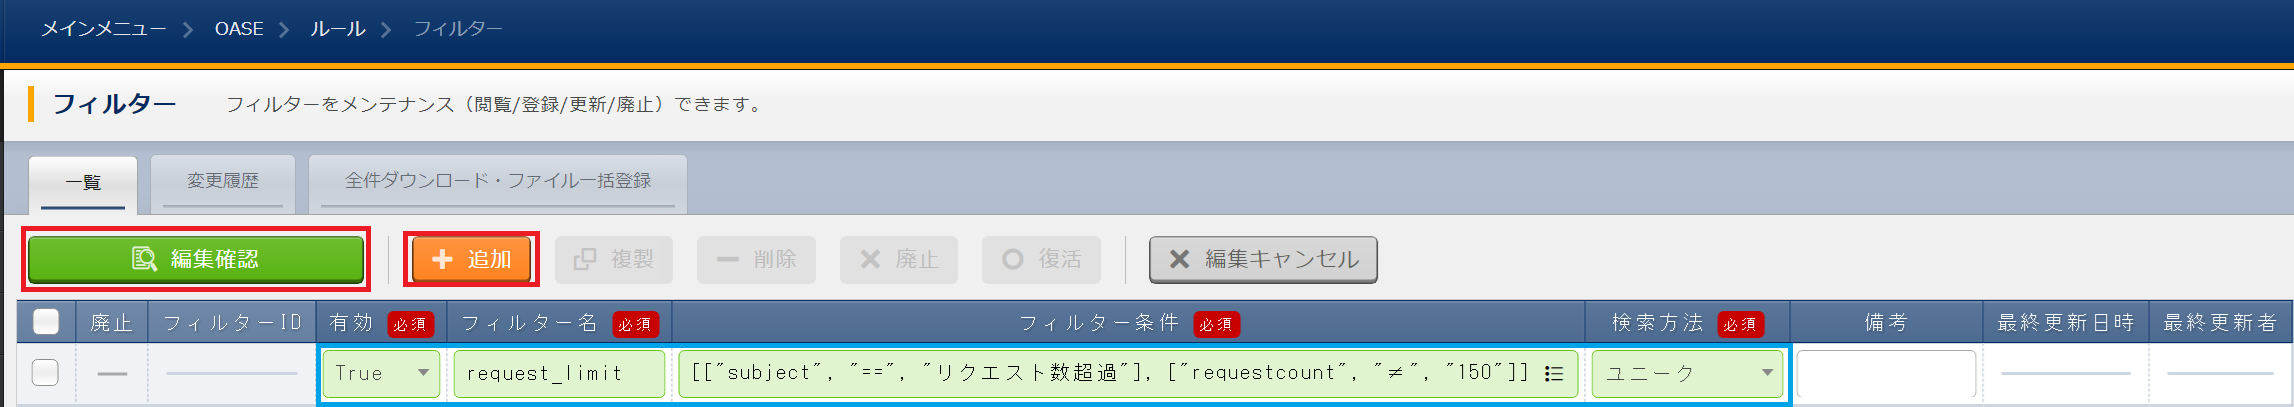 メインメニュー OASE ルール フィルター
フィルター フィルターをメンテナンス（閲覧/登録/更新/廃止）できます。
一覧 変更履歴 全件ダウンロード・ファイル一括登録
編集確認 追加 複製 削除 廃止 復活 編集キャンセル
廃止 フィルターID 有効 必須 フィルター名 必須 フィルター条件 必須 検索方法 必須 備考 最終更新日時 最終更新者
True request_limit [["subject", "==", "リクエスト数超過"], ["requestcount", "≠", "150"]] ユニーク